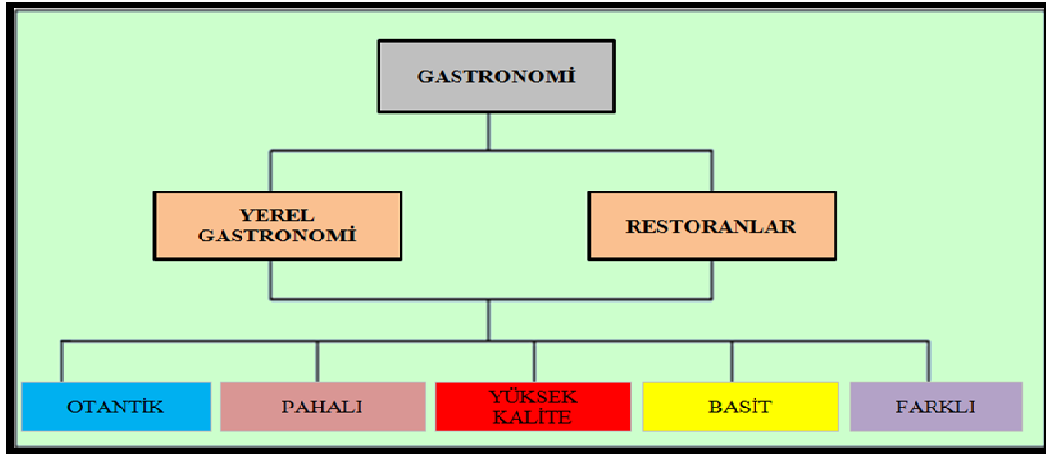 GASTRONOMİ
YEREL
GASTRONOMİ
RESTORANLAR
OTANTİK
PAHALI
YÜKSEK
KALİTE
BASİT
FARKLI